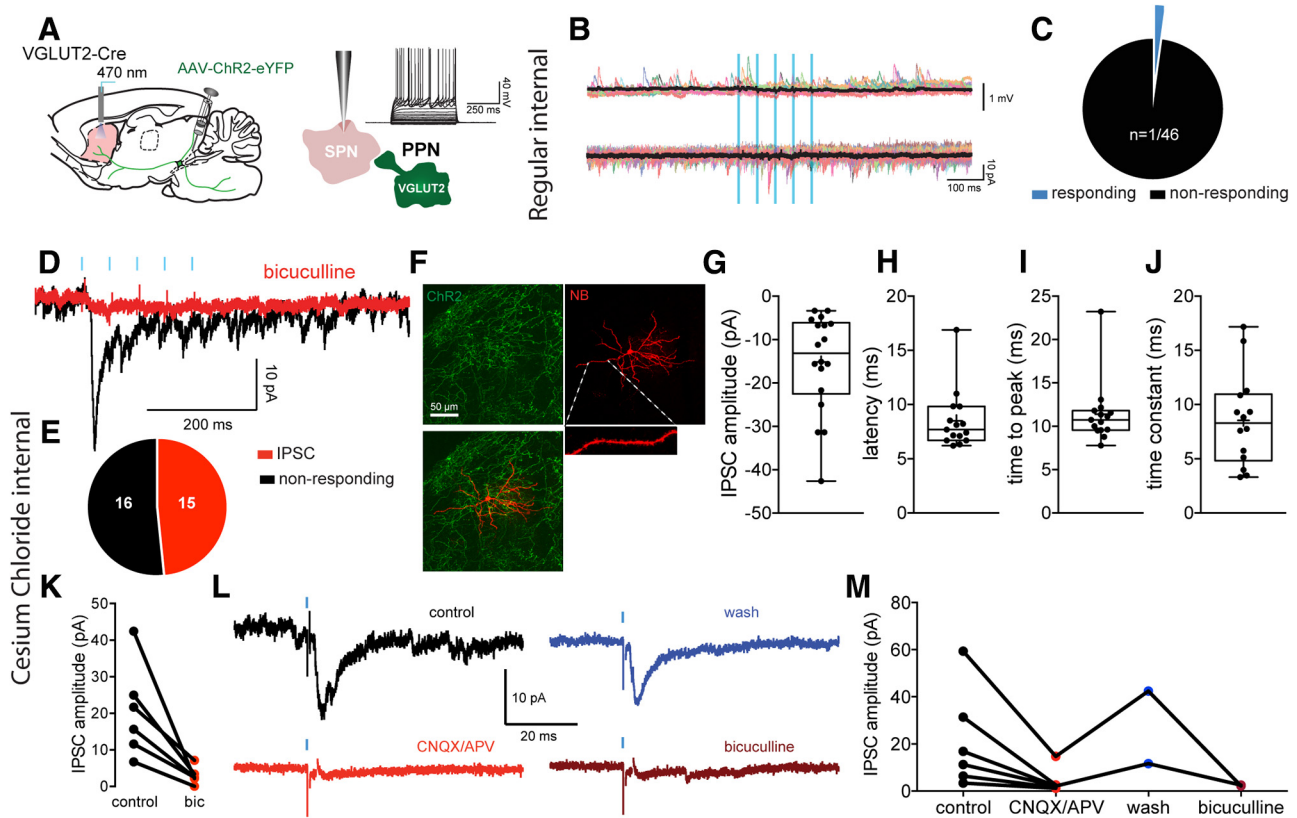 A
VGLUT2-Cre
470 nm
AAV-ChR2-eYFP
SPN
PPN
VGLUT2
40 mV
250 ms
Regular internal
B
1 mV
10 pA
100 ms
C
n=1/46
responding
non-responding
Cesium Chloride internal
D
bicuculline
10 pA
200 ms
E
16
15
IPSC
non-responding
F
ChR2
NB
50 µm
G
IPSC amplitude (pA)
0
-10
-20
-30
-40
-50
H
latency (ms)
20
15
10
5
0
I
time to peak (ms)
25
20
15
10
5
0
J
time constant (ms)
20
15
10
5
0
K
IPSC amplitude (pA)
50
40
30
20
10
0
control
bic
L
control
wash
10 pA
20 ms
CNQX/APV
bicuculline
M
IPSC amplitude (pA)
80
60
40
20
0
control
CNQX/APV
wash
bicuculline